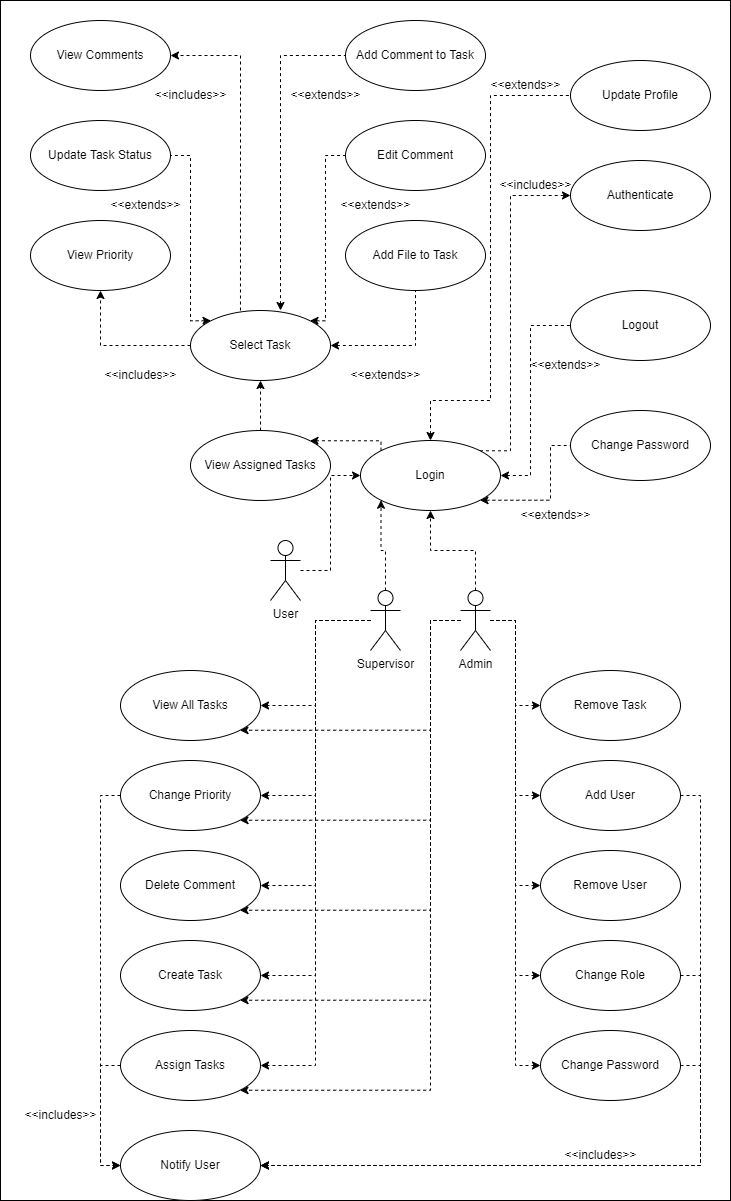 View Comments
Add Comment to Task
<<extends>>
Update Profile
<<includes>>
<<extends>>
Update Task Status
Edit Comment
<<includes>>
Authenticate
<<extends>>
<<extends>>
View Priority
Add File to Task
Logout
Select Task
<<includes>>
<<extends>>
<<extends>>
Change Password
View Assigned Tasks
Login
<<extends>>
User
Supervisor
Admin
View All Tasks
Remove Task
Change Priority
Add User
Delete Comment
Remove User
Create Task
Change Role
Assign Tasks
Change Password
<<includes>>
<<includes>>
Notify User